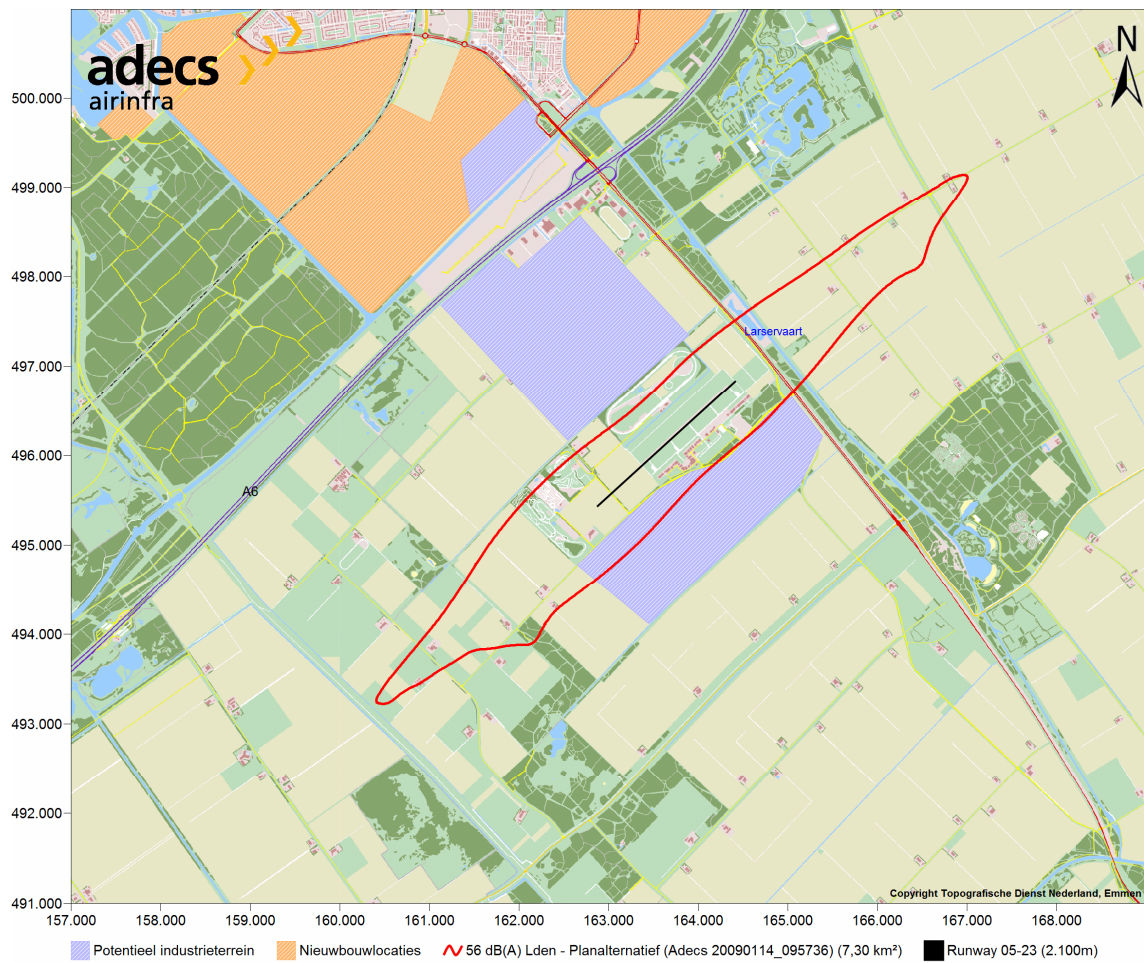 adecs
airinfra
N
500.000
499.000
498.000
497.000
496.000
495.000
494.000
493.000
492.000
491.000
Larservaart
A6
Copyright Topografische Dienst Nederland, Emmen
157.000 158.000 159.000 160.000 161.000 162.000 163.000 164.000 165.000 166.000 167.000 168.000
Potentieel industrieterrein Nieuwbouwlocaties 56 dB(A) Lden - Planalternatief (Adecs 20090114_095736) (7,30 km²) Runway 05-23 (2.100m)